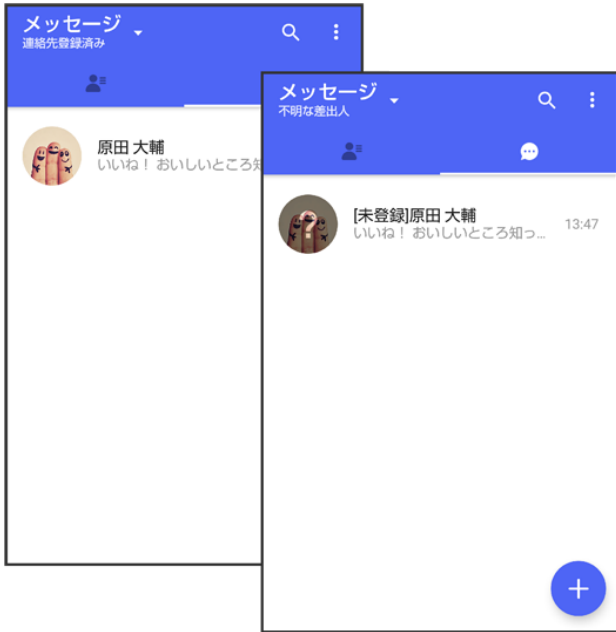 メッセージ
連絡先登録済み
原田 大輔
いいね！ おいしいところ知
メッセージ
不明な差出人
[未登録]原田 大輔
いいね！ おいしいところ知っ...
13:47